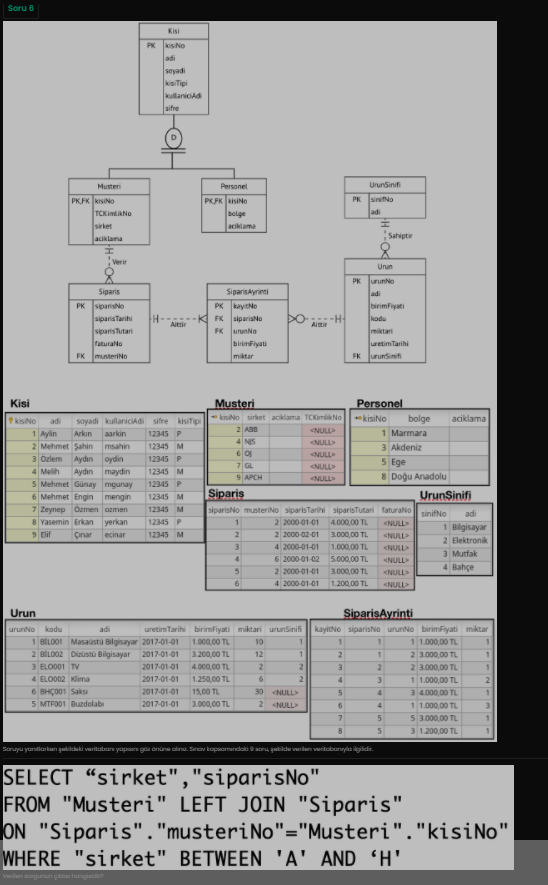 Soru 6
Kisi
PK kisiNo
adi
soyadi
kisiTipi
kullaniciAdi
sifre
D
Musteri
PK,FK kisiNo
TCKimlikNo
sirket
aciklama
Personel
PK,FK kisiNo
bolge
aciklama
UrunSinifi
PK sinifNo
adi
Verir
Sahiptir
Siparis
PK siparisNo
siparisTarihi
siparisTutari
faturaNo
FK musteriNo
Aittir
SiparisAyrinti
PK kayitNo
FK siparisNo
FK urunNo
birimFiyati
miktar
Aittir
Urun
PK urunNo
adi
birimFiyati
kodu
miktari
uretimTarihi
FK urunSinifi
Kisi
kisiNo adi soyadi kullaniciAdi sifre kisiTipi
1 Aylin Arkın aarkin 12345 P
2 Mehmet Şahin msahin 12345 M
3 Özlem Aydın oydin 12345 P
4 Melih Aydın maydin 12345 M
5 Mehmet Günay mgunay 12345 P
6 Mehmet Engin mengin 12345 M
7 Zeynep Özmen ozmen 12345 M
8 Yasemin Erkan yerkan 12345 P
9 Elif Çınar ecinar 12345 M
Musteri
kisiNo sirket aciklama TCKimlikNo
2 ABB <NULL>
4 NJS <NULL>
6 OJ <NULL>
7 GL <NULL>
9 APCH <NULL>
Personel
kisiNo bolge aciklama
1 Marmara
3 Akdeniz
5 Ege
8 Doğu Anadolu
Siparis
siparisNo musteriNo siparisTarihi siparisTutari faturaNo
1 2 2000-01-01 4.000,00 TL <NULL>
2 2 2000-02-01 3.000,00 TL <NULL>
3 4 2000-01-01 1.000,00 TL <NULL>
4 6 2000-01-02 5.000,00 TL <NULL>
5 2 2000-01-01 3.000,00 TL <NULL>
6 4 2000-01-01 1.200,00 TL <NULL>
UrunSinifi
sinifNo adi
1 Bilgisayar
2 Elektronik
3 Mutfak
4 Bahçe
Urun
urunNo kodu adi uretimTarihi birimFiyati miktari urunSinifi
1 BİL001 Masaüstü Bilgisayar 2017-01-01 1.000,00 TL 10 1
2 BİL002 Dizüstü Bilgisayar 2017-01-01 3.200,00 TL 12 1
3 ELO001 TV 2017-01-01 4.000,00 TL 2 2
4 ELO002 Klima 2017-01-01 1.250,00 TL 6 2
6 BHÇ001 Saksı 2017-01-01 15,00 TL 30 <NULL>
5 MTF001 Buzdolabı 2017-01-01 3.000,00 TL 2 <NULL>
SiparisAyrinti
kayitNo siparisNo urunNo birimFiyati miktar
1 1 1 1.000,00 TL 1
2 1 2 3.000,00 TL 1
3 2 2 3.000,00 TL 1
4 3 1 1.000,00 TL 2
5 4 3 4.000,00 TL 1
6 4 1 1.000,00 TL 3
7 5 5 3.000,00 TL 1
8 5 3 1.200,00 TL 1
Soruyu yanıtlarken şekildeki veritabanı yapısını göz önüne alınız. Sınav kapsamındaki 9 soru, şekilde verilen veritabanıyla ilgilidir.
SELECT “sirket","siparisNo"
FROM "Musteri" LEFT JOIN "Siparis"
ON "Siparis"."musteriNo"="Musteri"."kisiNo"
WHERE "sirket" BETWEEN 'A' AND ‘H'
Verilen sorgunun çıktısı hangisidir?